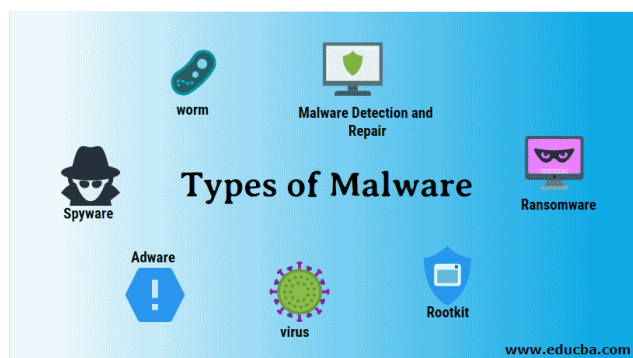 worm
Malware Detection and
Repair
Types of Malware
Spyware
Ransomware
Adware
virus
Rootkit
www.educba.com